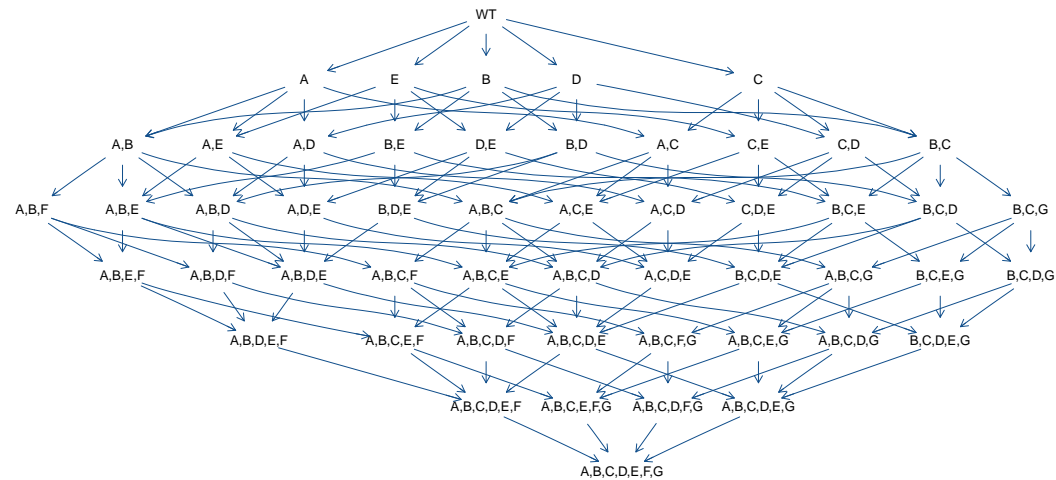 WT
A E B D C
A,B A,E A,D B,E D,E B,D A,C C,E C,D B,C
A,B,F A,B,E A,B,D A,D,E B,D,E A,B,C A,C,E A,C,D C,D,E B,C,E B,C,D B,C,G
A,B,E,F A,B,D,F A,B,D,E A,B,C,F A,B,C,E A,B,C,D A,C,D,E B,C,D,E A,B,C,G B,C,E,G B,C,D,G
A,B,D,E,F A,B,C,E,F A,B,C,D,F A,B,C,D,E A,B,C,F,G A,B,C,E,G A,B,C,D,G B,C,D,E,G
A,B,C,D,E,F A,B,C,E,F,G A,B,C,D,F,G A,B,C,D,E,G
A,B,C,D,E,F,G